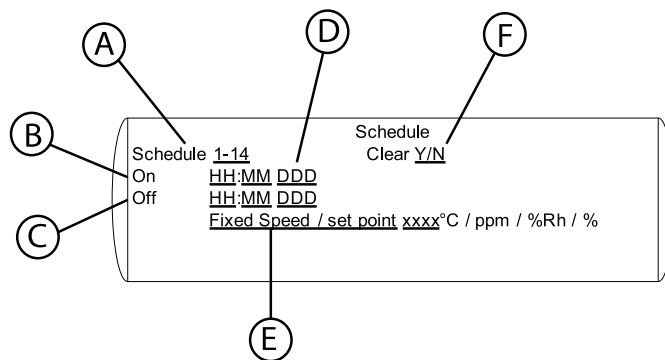 A
D
F
B
Schedule
Schedule 1-14
Clear Y/N
On HH:MM DDD
Off HH:MM DDD
C
Fixed Speed / set point xxxx°C / ppm / %Rh / %
E